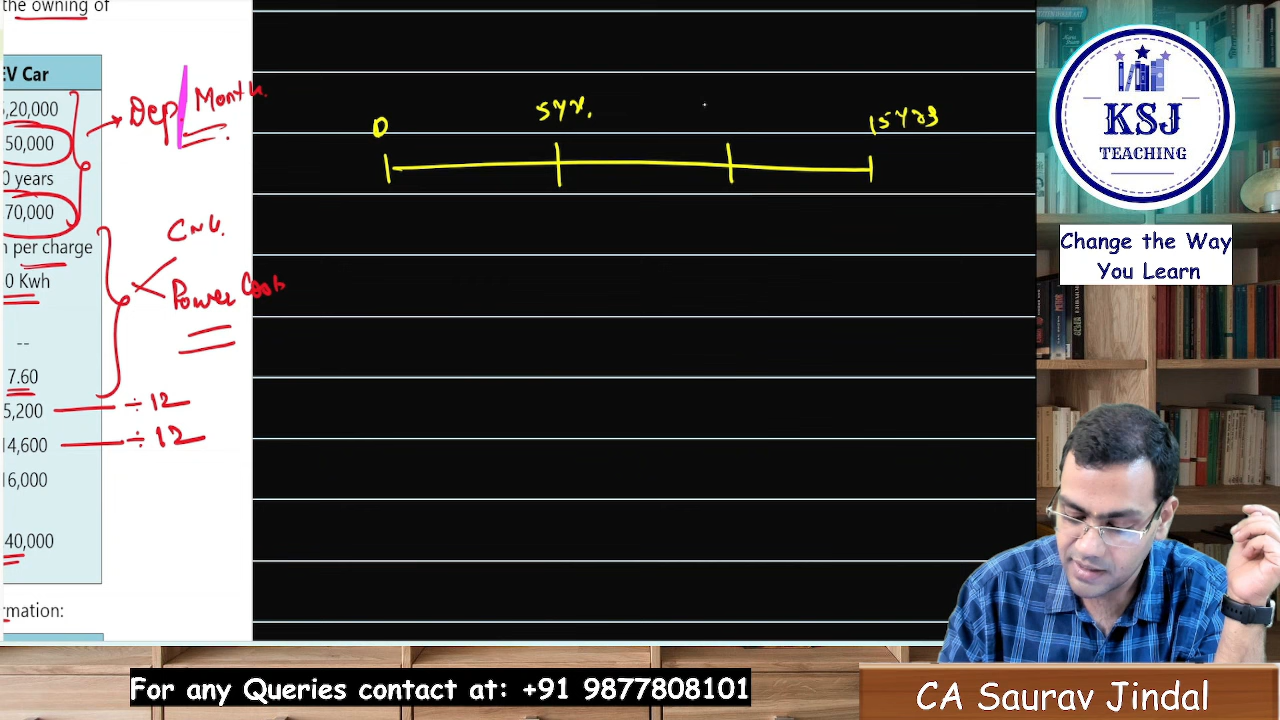 the owning of
EV Car
,20,000
50,000
0 years
70,000
n per charge
0 Kwh
--
7.60
5,200
14,600
16,000
40,000
rmation:
Dep/Month.
Power Cost
÷12
÷12
0
5 yr.
15 yrs
KSJ
TEACHING
Change the Way
You Learn
For any Queries contact at: +91 9877808101
CA Saurav Jindal